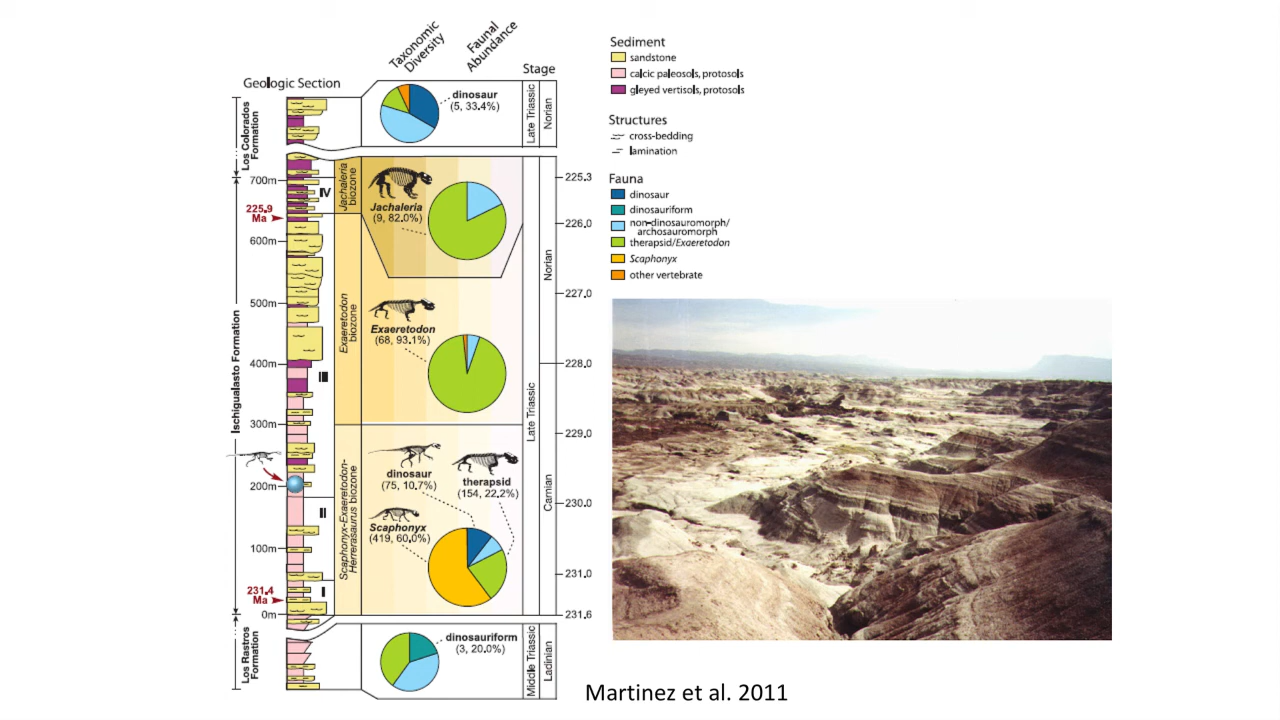 Taxonomic
Diversity
Faunal
Abundance
Geologic Section
Stage
Los Colorados
Formation
dinosaur
(5, 33.4%)
Late Triassic
Norian
700m
225.9
Ma
600m
500m
400m
300m
200m
100m
231.4
Ma
0m
Ischigualasto Formation
IV
III
II
I
Jachaleria
biozone
Exaeretodon
biozone
Scaphonyx-Exaeretodon-
Herrerasaurus biozone
Jachaleria
(9, 82.0%)
Exaeretodon
(68, 93.1%)
dinosaur
(75, 10.7%)
therapsid
(154, 22.2%)
Scaphonyx
(419, 60.0%)
Late Triassic
Norian
Carnian
225.3
226.0
227.0
228.0
229.0
230.0
231.0
231.6
Los Rastros
Formation
dinosauriform
(3, 20.0%)
Middle Triassic
Ladinian
Sediment
sandstone
calcic paleosols, protosols
gleyed vertisols, protosols
Structures
cross-bedding
lamination
Fauna
dinosaur
dinosauriform
non-dinosauromorph/
archosauromorph
therapsid/Exaeretodon
Scaphonyx
other vertebrate
Martinez et al. 2011